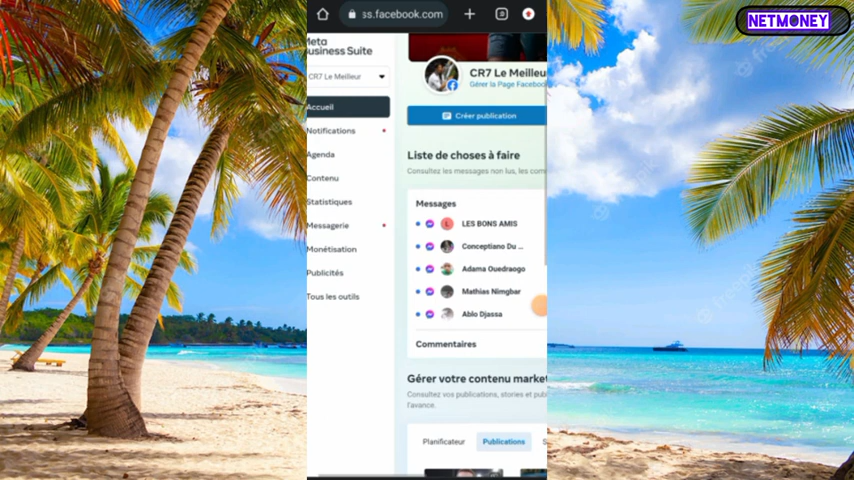 NETMONEY
ss.facebook.com
Meta
Business Suite
CR7 Le Meilleur
CR7 Le Meilleu
Gérer la Page Faceboo
Accueil
Créer publication
Notifications
Agenda
Liste de choses à faire
Consultez les messages non lus, les com
Contenu
Statistiques
Messages
Messagerie
L LES BONS AMIS
Monétisation
Conceptiano Du ...
Publicités
Adama Ouedraogo
Tous les outils
Mathias Nimgbar
Ablo Djassa
Commentaires
Gérer votre contenu market
Consultez vos publications, stories et pub
l'avance.
Planificateur
Publications
S